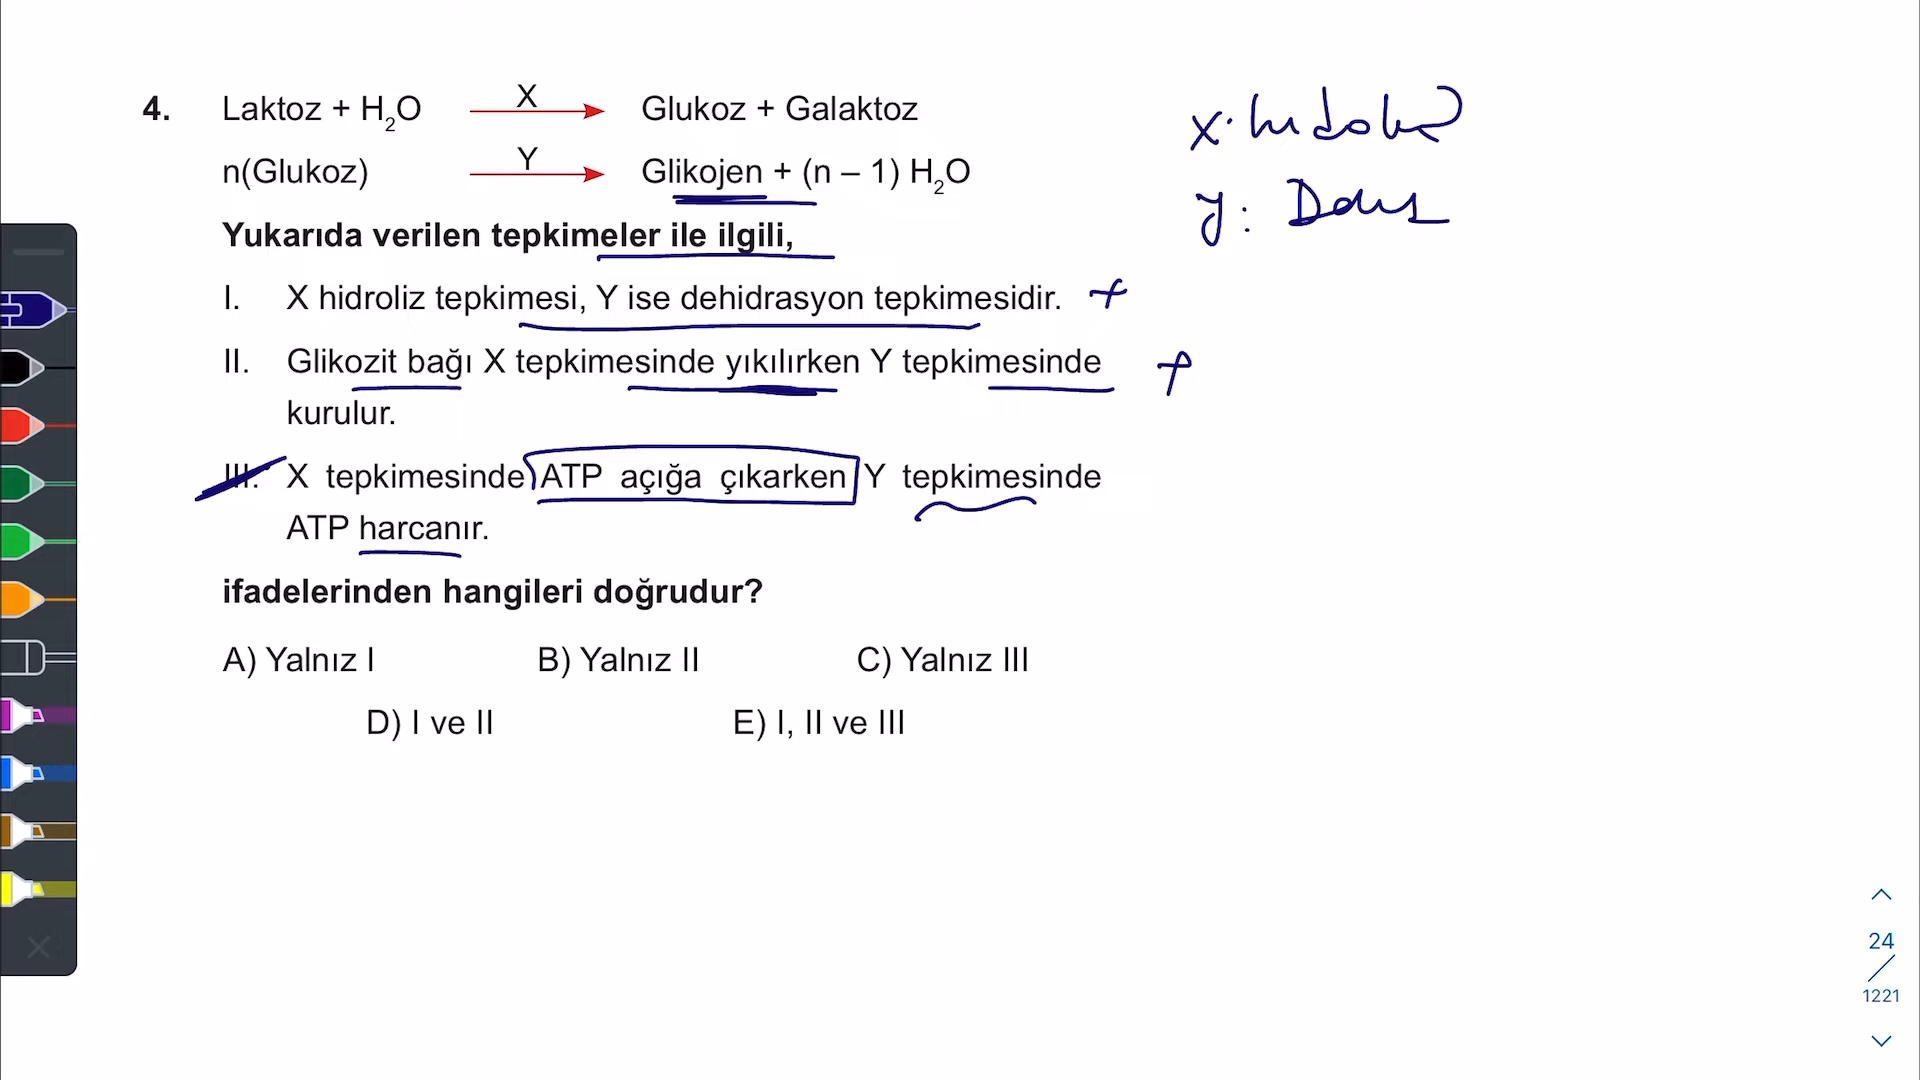 4. Laktoz + H₂O X Glukoz + Galaktoz
n(Glukoz) Y Glikojen + (n – 1) H₂O
Yukarıda verilen tepkimeler ile ilgili,
I. X hidroliz tepkimesi, Y ise dehidrasyon tepkimesidir. +
II. Glikozit bağı X tepkimesinde yıkılırken Y tepkimesinde +
kurulur.
III. X tepkimesinde ATP açığa çıkarken Y tepkimesinde
ATP harcanır.
ifadelerinden hangileri doğrudur?
A) Yalnız I B) Yalnız II C) Yalnız III
D) I ve II E) I, II ve III
x:
y:
24
1221